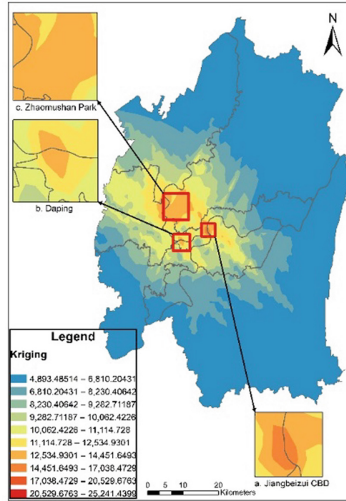 N
c. Zhaomushan Park
b. Daping
Legend
Kriging
4,893.48514 – 6,810.20431
6,810.20431 – 8,230.40642
8,230.40642 – 9,282.71187
9,282.71187 – 10,062.4226
10,062.4226 – 11,114.728
11,114.728 – 12,534.9301
12,534.9301 – 14,451.6493
14,451.6493 – 17,038.4729
17,038.4729 – 20,529.6763
20,529.6763 – 25,241.4399
a. Jiangbeizui CBD
0 5 10 20 Kilometers